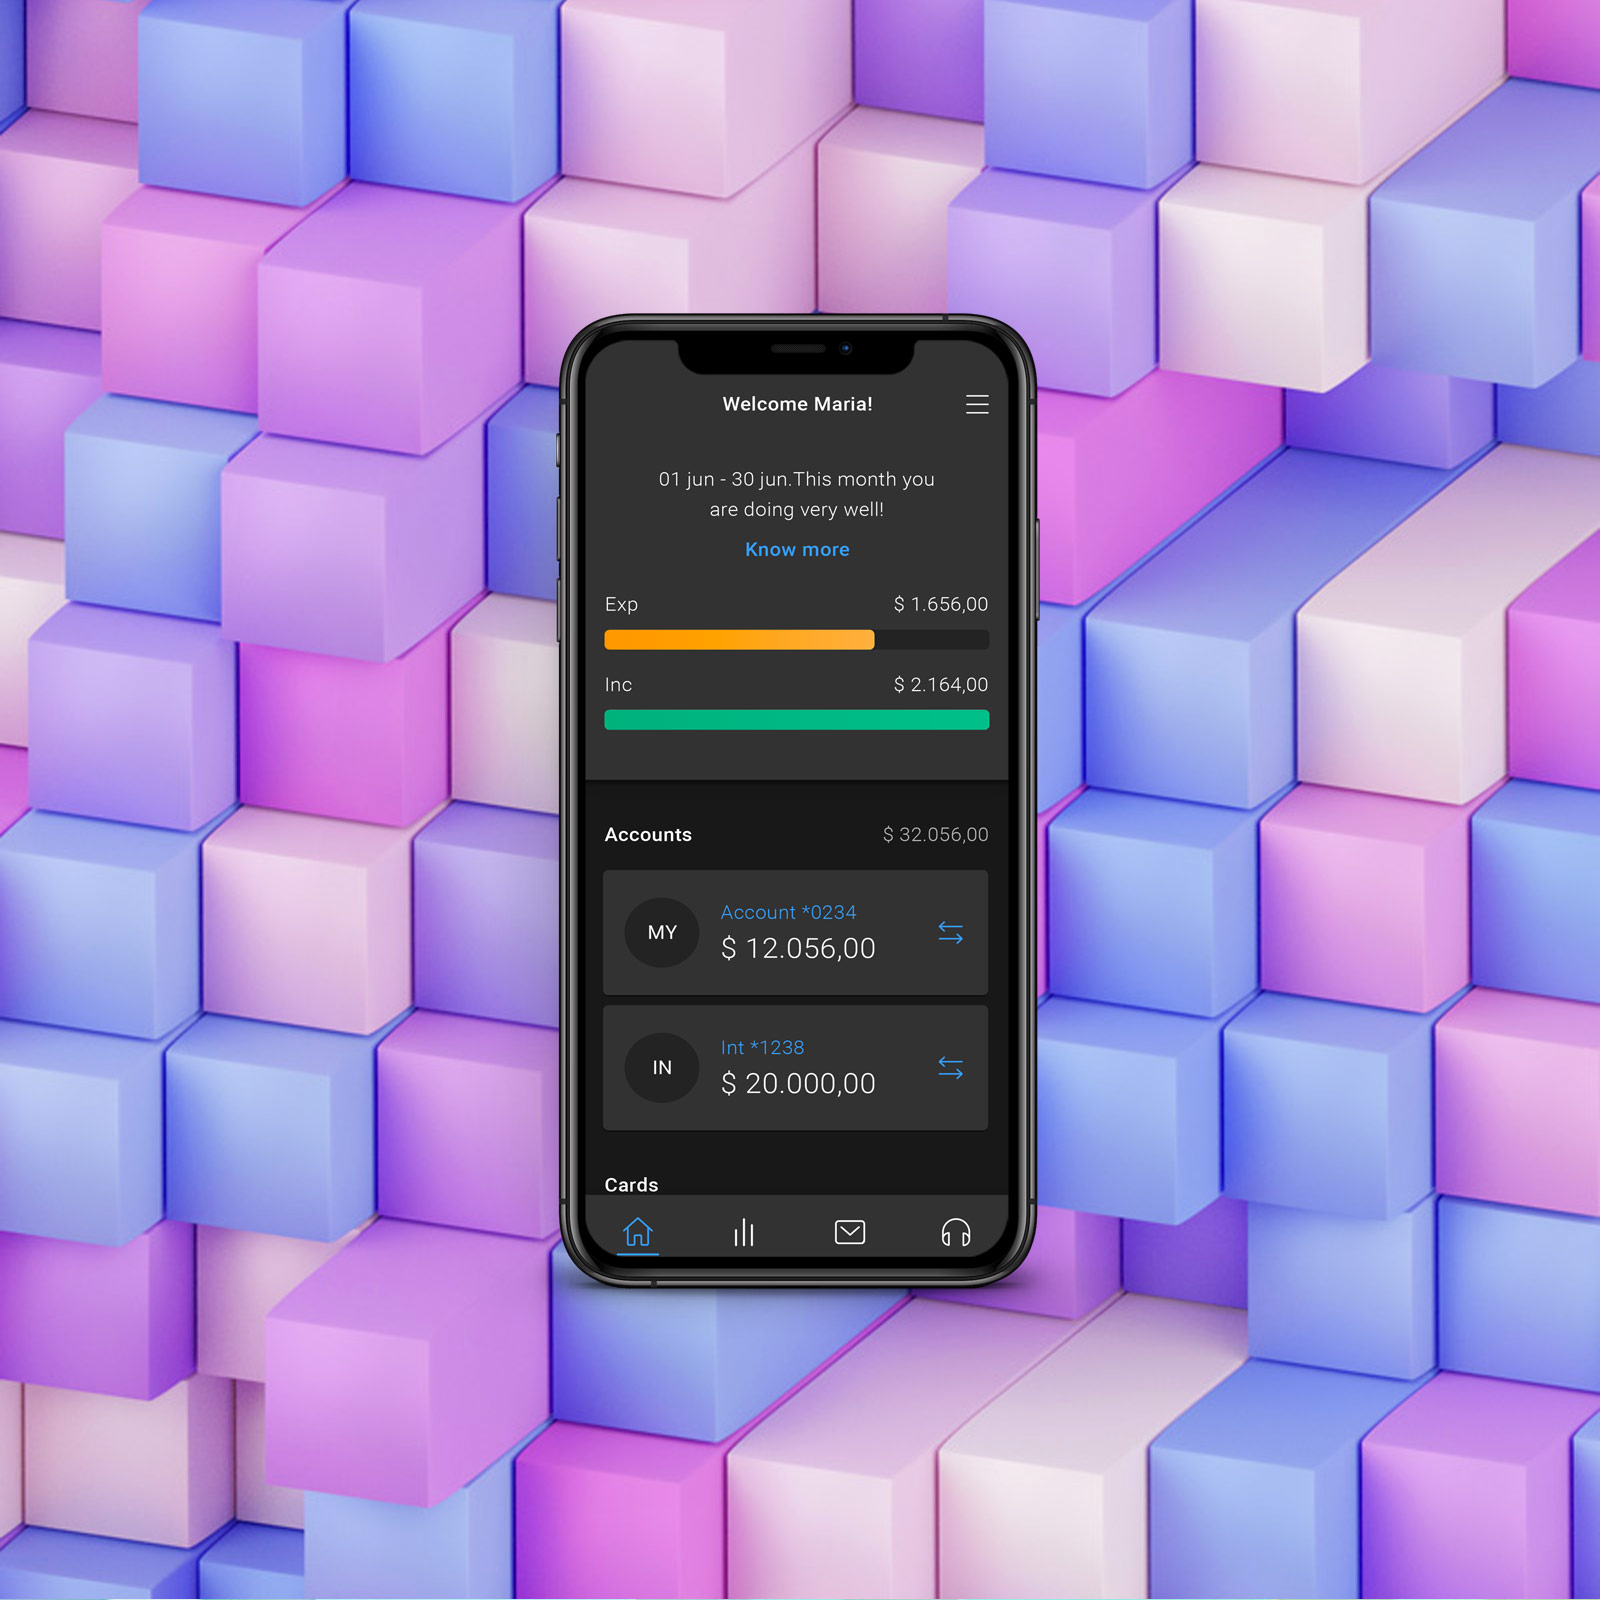 Welcome Maria!
01 jun - 30 jun.This month you
are doing very well!
Know more
Exp $ 1.656,00
Inc $ 2.164,00
Accounts $ 32.056,00
MY Account *0234
$ 12.056,00
IN Int *1238
$ 20.000,00
Cards